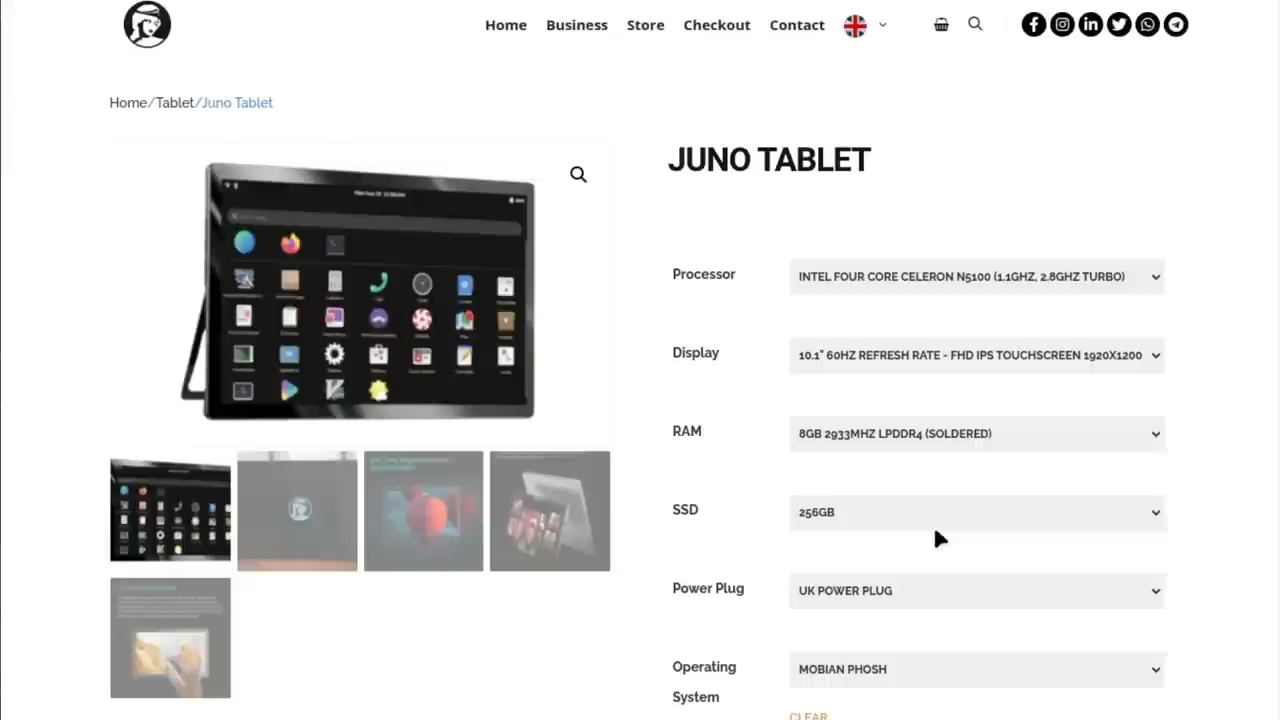 Home Business Store Checkout Contact
Home/Tablet/Juno Tablet
JUNO TABLET
Processor INTEL FOUR CORE CELERON N5100 (1.1GHZ, 2.8GHZ TURBO)
Display 10.1" 60HZ REFRESH RATE - FHD IPS TOUCHSCREEN 1920X1200
RAM 8GB 2933MHZ LPDDR4 (SOLDERED)
SSD 256GB
Power Plug UK POWER PLUG
Operating System MOBIAN PHOSH
CLEAR